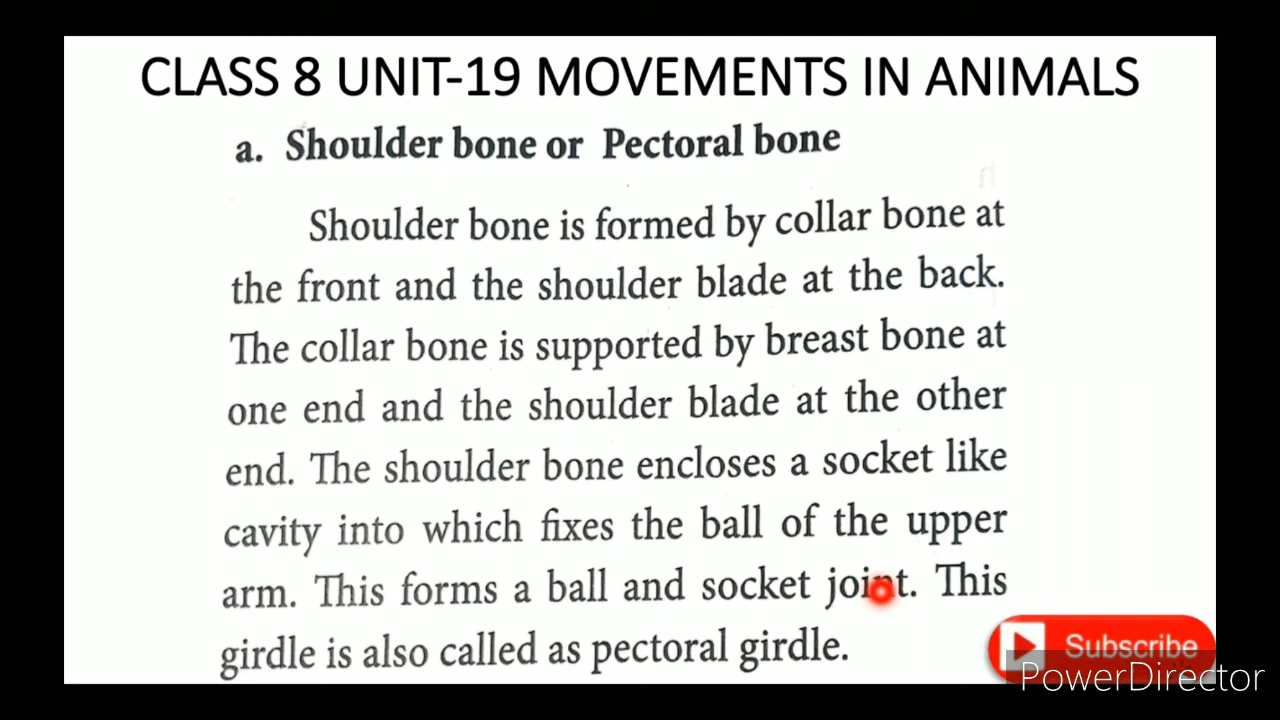 CLASS 8 UNIT-19 MOVEMENTS IN ANIMALS
a. Shoulder bone or Pectoral bone
Shoulder bone is formed by collar bone at
the front and the shoulder blade at the back.
The collar bone is supported by breast bone at
one end and the shoulder blade at the other
end. The shoulder bone encloses a socket like
cavity into which fixes the ball of the upper
arm. This forms a ball and socket joint. This
girdle is also called as pectoral girdle.
Subscribe
PowerDirector